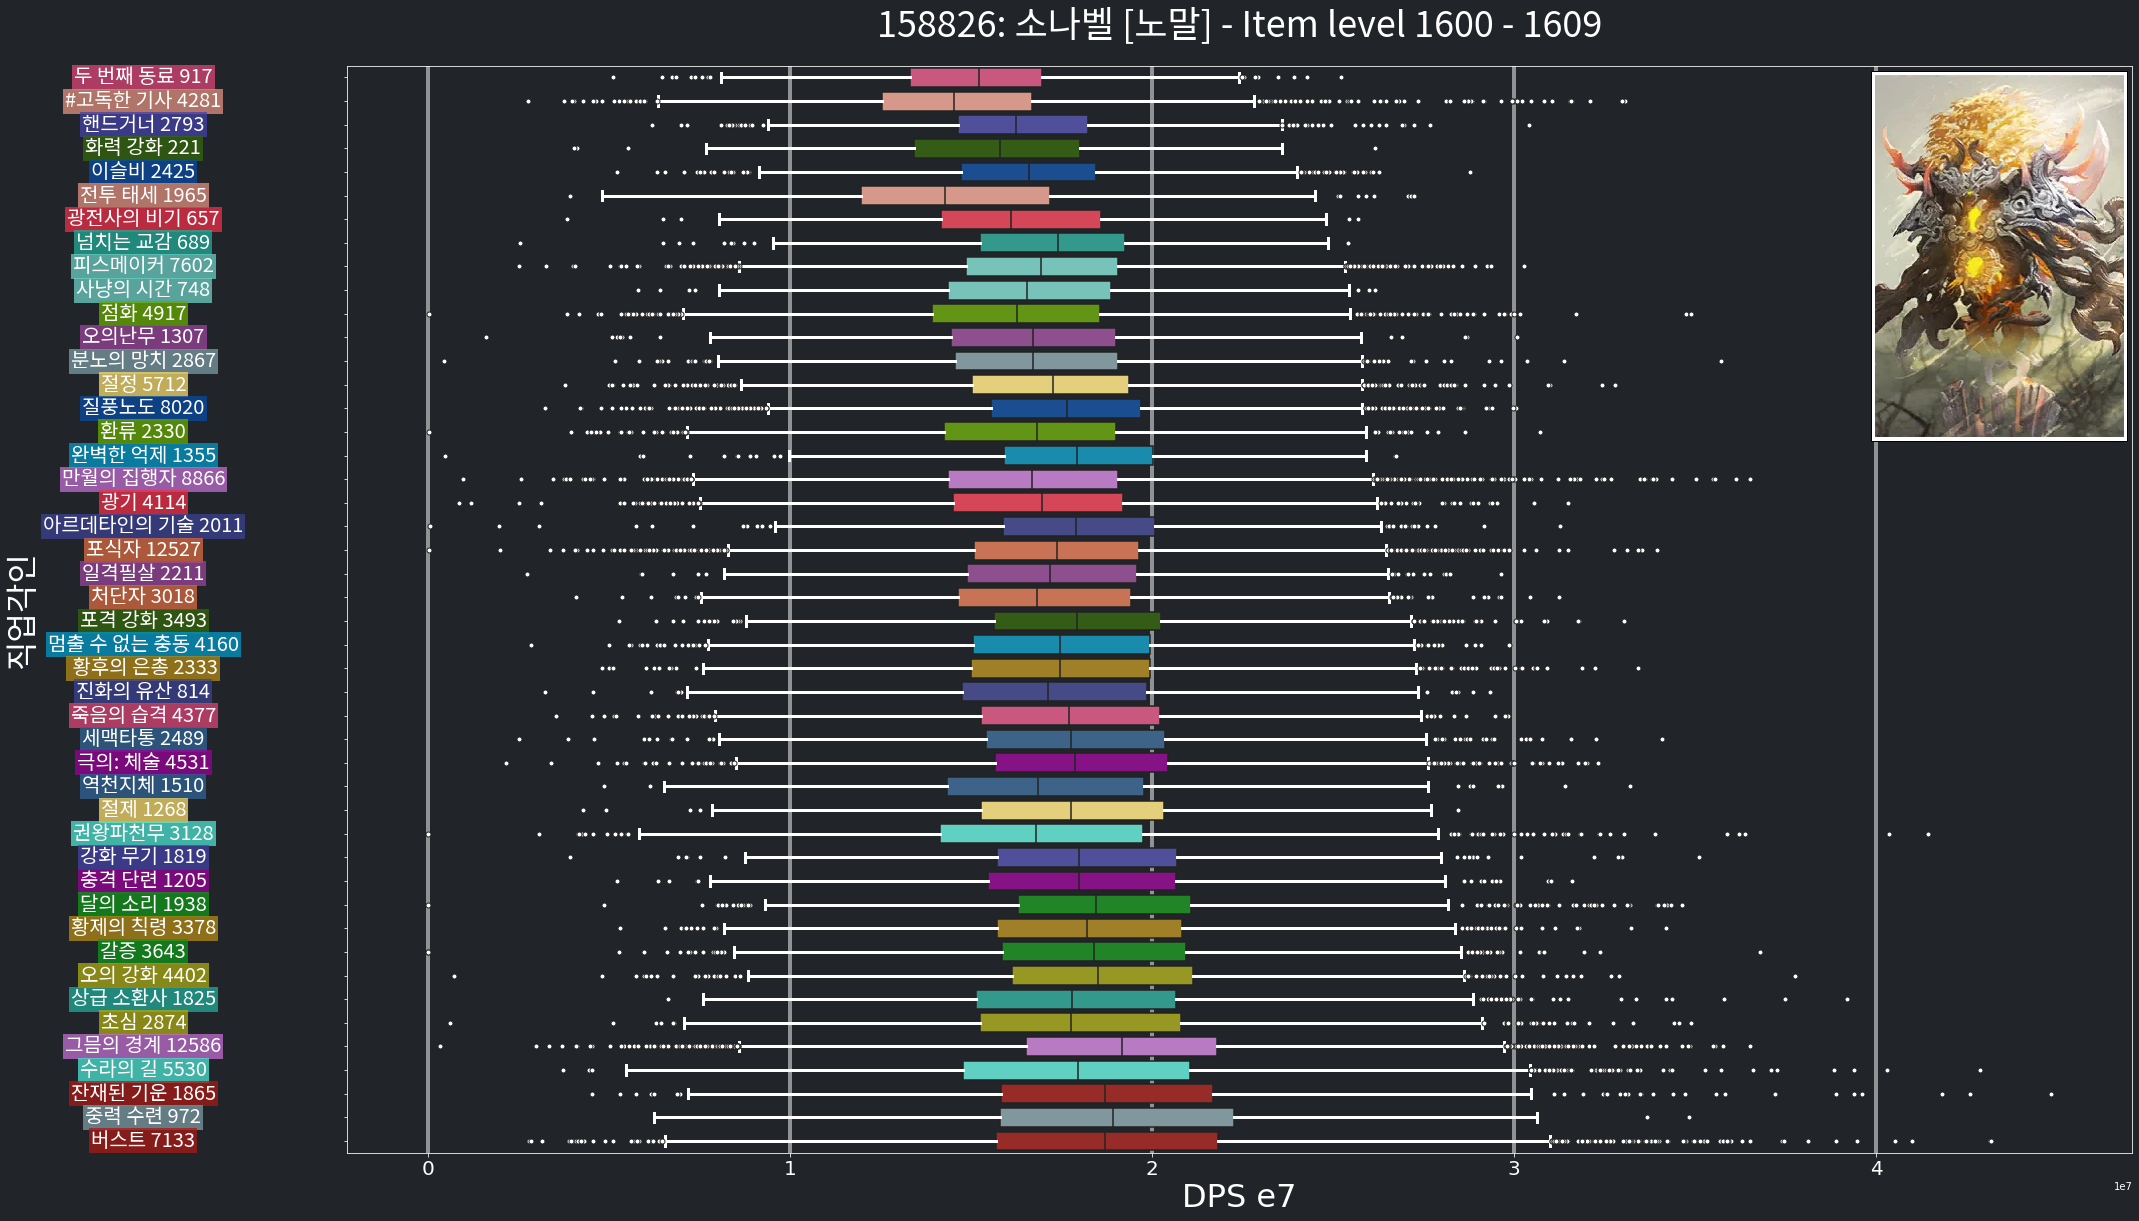 158826: 소나벨 [노말] - Item level 1600 - 1609
두 번째 동료 917
#고독한 기사 4281
핸드거너 2793
화력 강화 221
이슬비 2425
전투 태세 1965
광전사의 비기 657
넘치는 교감 689
피스메이커 7602
사냥의 시간 748
점화 4917
오의난무 1307
분노의 망치 2867
절정 5712
질풍노도 8020
환류 2330
완벽한 억제 1355
만월의 집행자 8866
광기 4114
아르데타인의 기술 2011
포식자 12527
일격필살 2211
처단자 3018
포격 강화 3493
멈출 수 없는 충동 4160
황후의 은총 2333
진화의 유산 814
죽음의 습격 4377
세맥타통 2489
극의: 체술 4531
역천지체 1510
절제 1268
권왕파천무 3128
강화 무기 1819
충격 단련 1205
달의 소리 1938
황제의 칙령 3378
갈증 3643
오의 강화 4402
상급 소환사 1825
초심 2874
그믐의 경계 12586
수라의 길 5530
잔재된 기운 1865
중력 수련 972
버스트 7133
직업각인
0 1 2 3 4
DPS e7
1e7